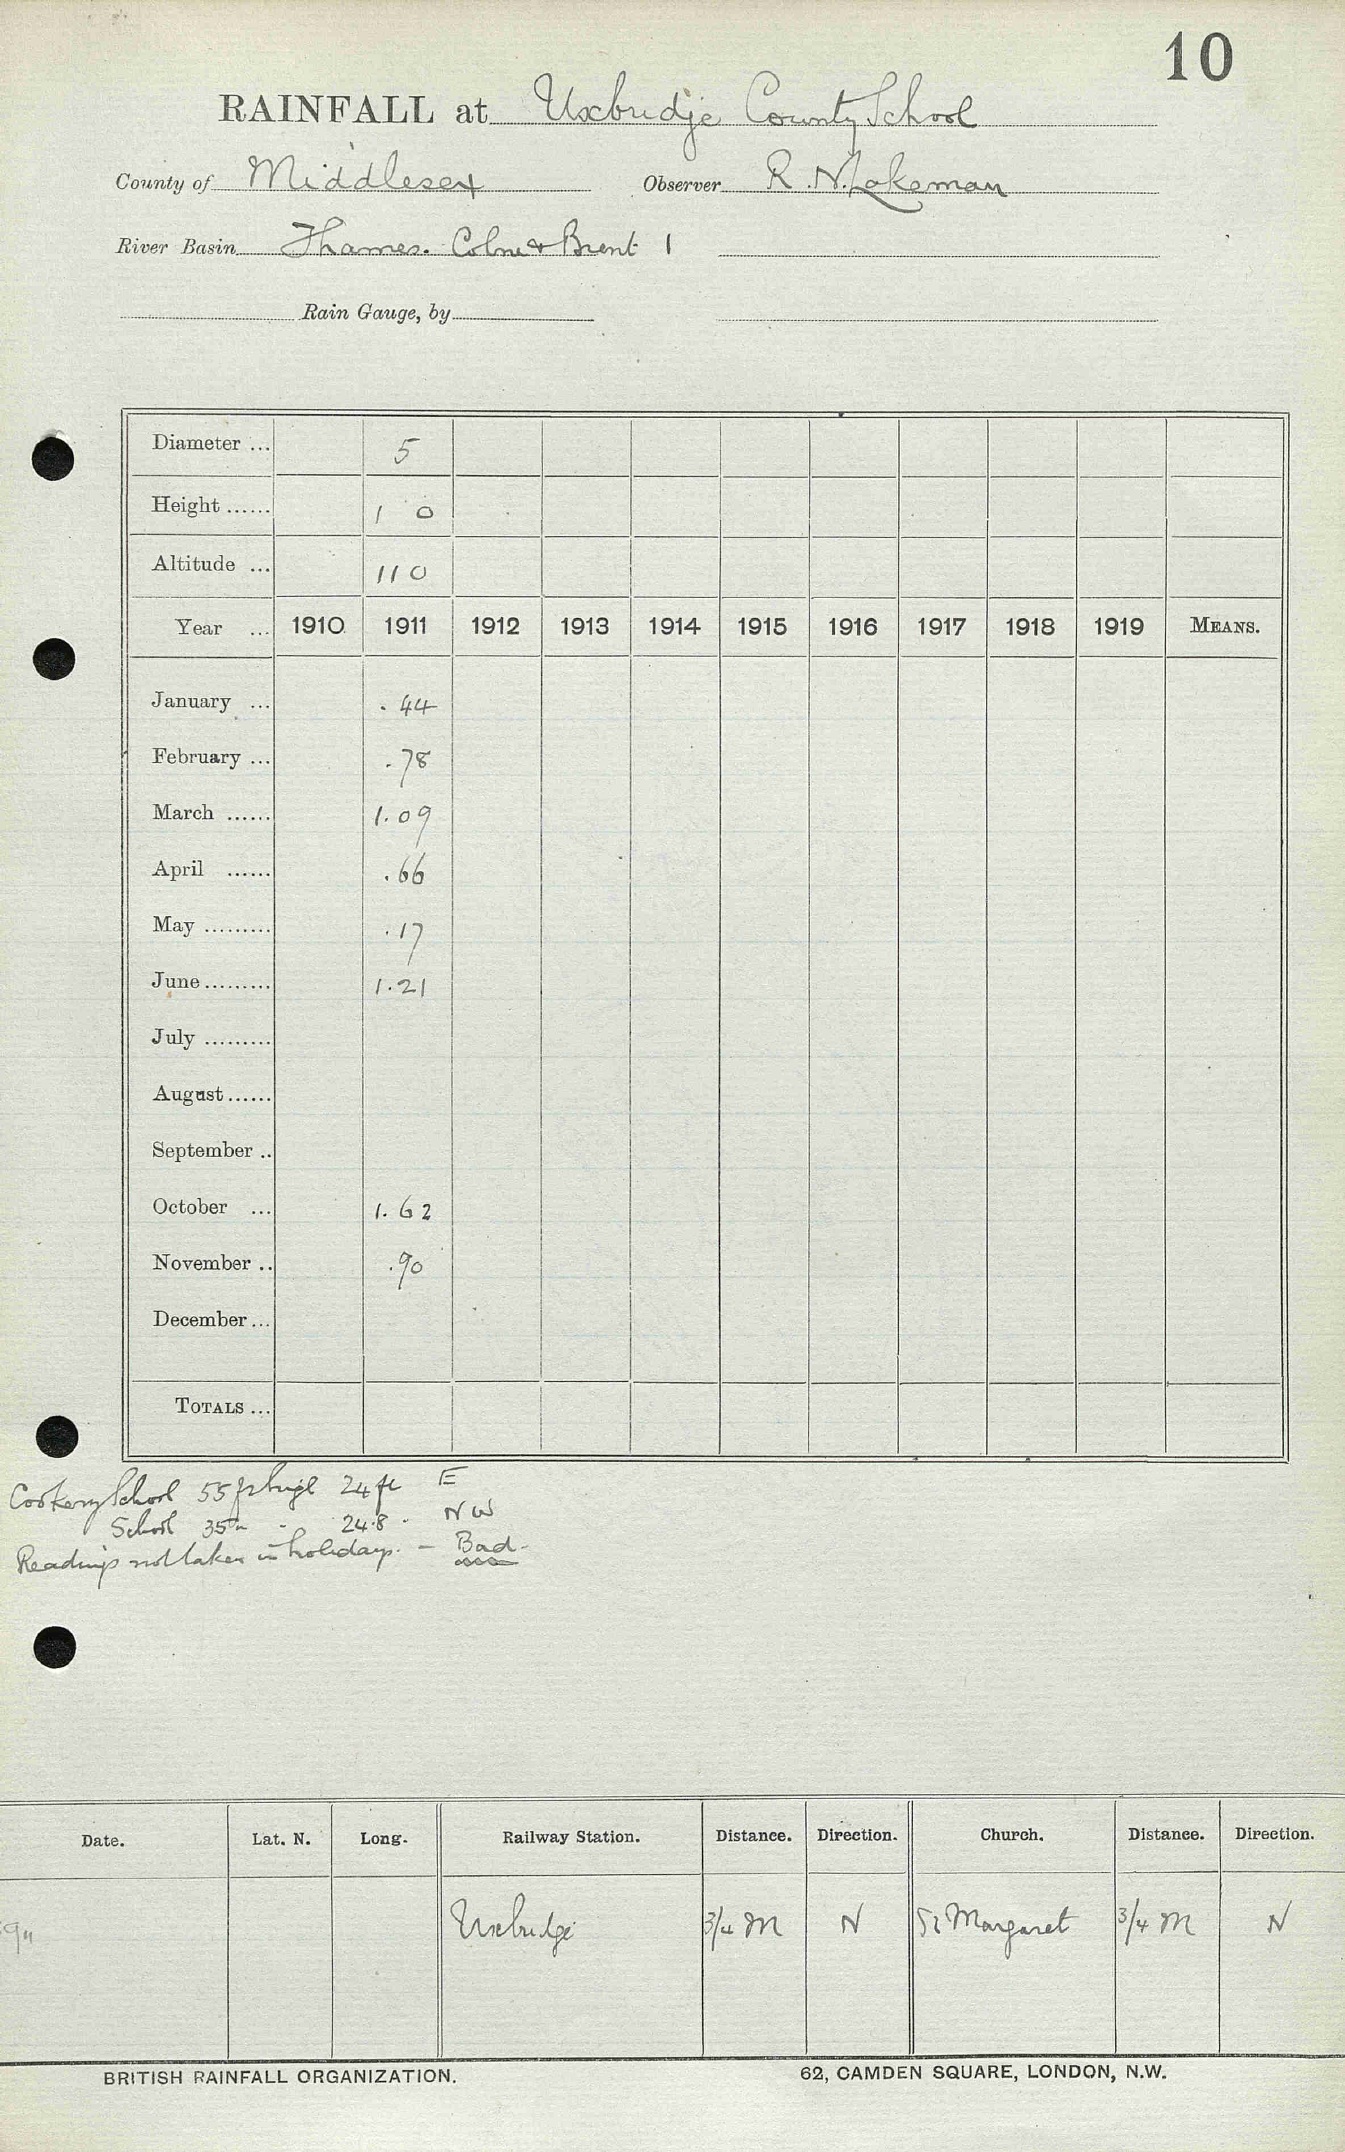 10
RAINFALL at Uxbridge County School
County of Middlesex Observer R. N. Lakeman
River Basin Thames. Colne & Brent 1
Rain Gauge, by
Diameter ... 5
Height ...... 1 0
Altitude ... 110
Year ... 1910 1911 1912 1913 1914 1915 1916 1917 1918 1919 MEANS.
January ... .44
February ... .78
March ...... 1.09
April ...... .66
May ......... .17
June ......... 1.21
July .........
August ......
September ..
October ... 1.62
November .. .90
December ...
TOTALS ...
Cookery School 55 ft high 24 ft E
School 35 " - 24.8 . NW
Readings not taken in holidays. - Bad-
Date. Lat. N. Long. Railway Station. Distance. Direction. Church. Distance. Direction.
Uxbridge 3/4 M N St Margaret 3/4 M N
BRITISH RAINFALL ORGANIZATION. 62, CAMDEN SQUARE, LONDON, N.W.